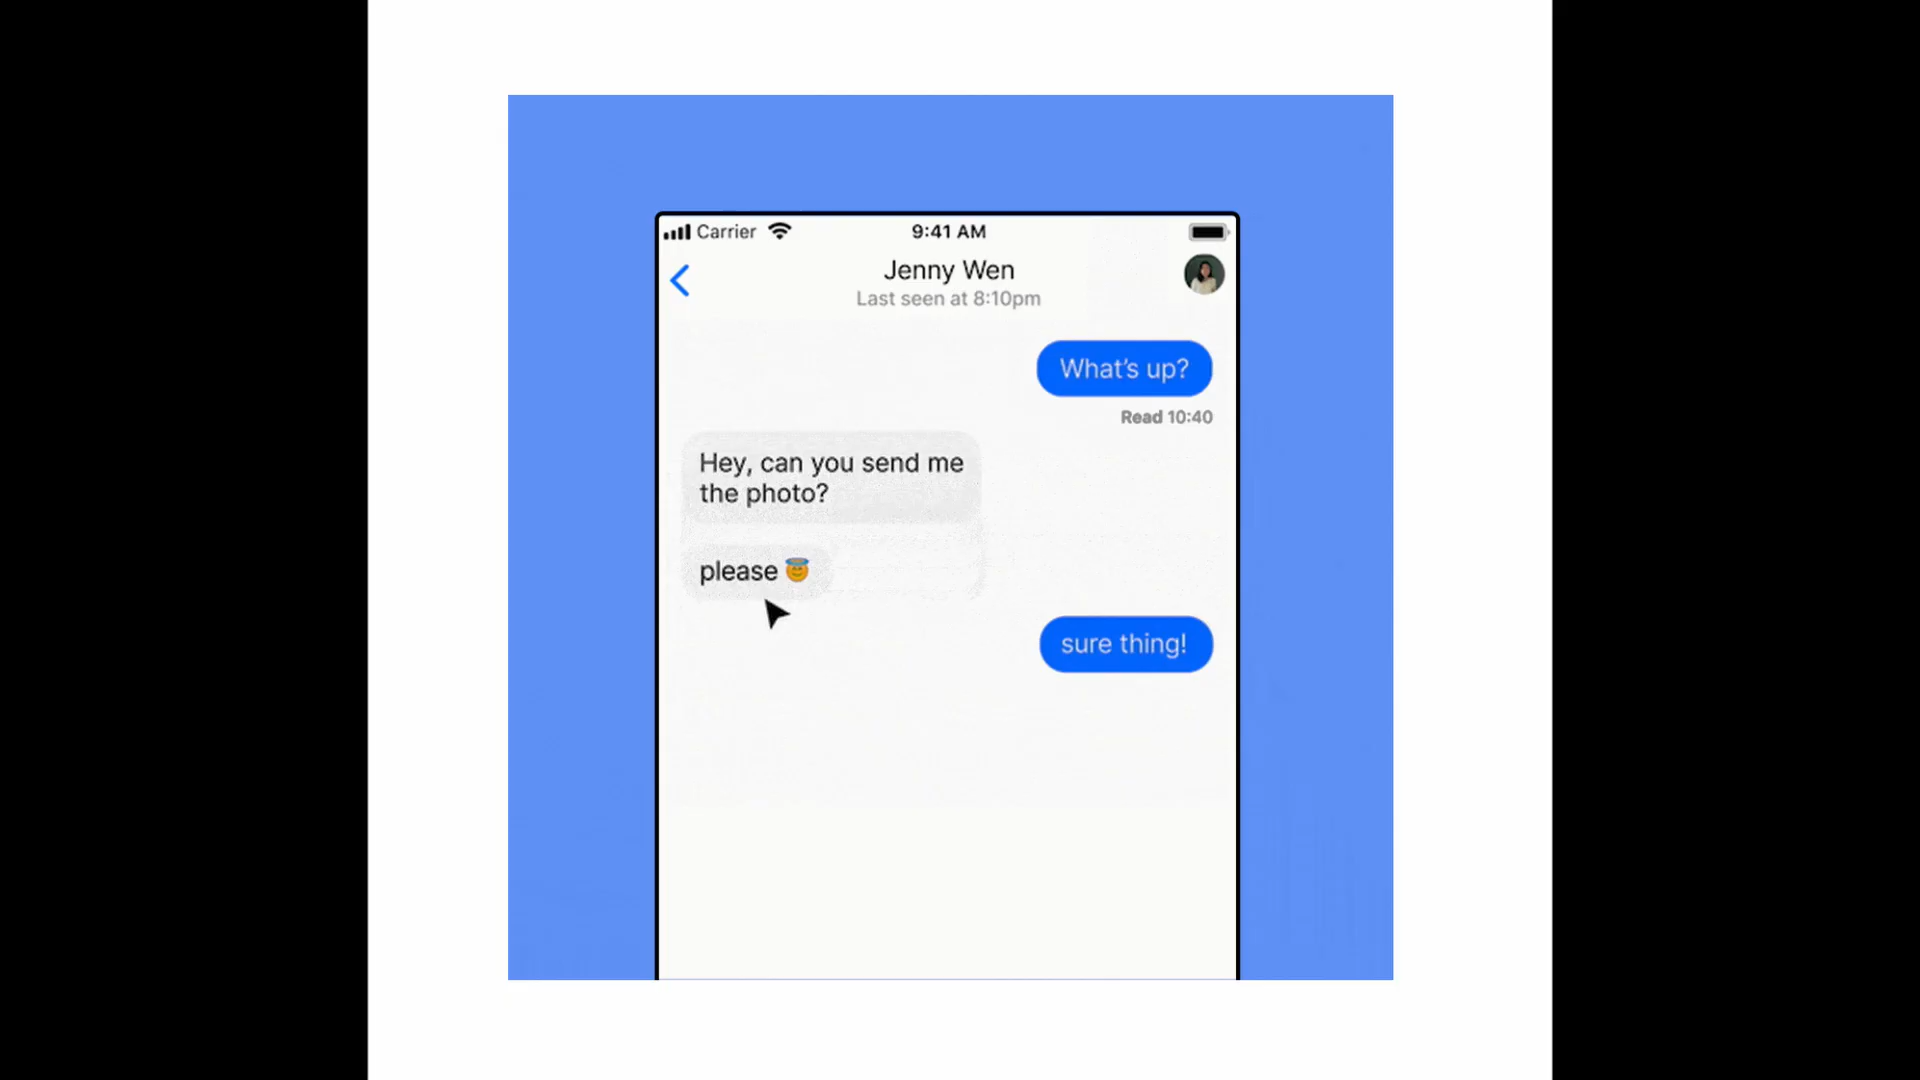 Carrier
9:41 AM
Jenny Wen
Last seen at 8:10pm
What’s up?
Read 10:40
Hey, can you send me
the photo?
please 😇
sure thing!